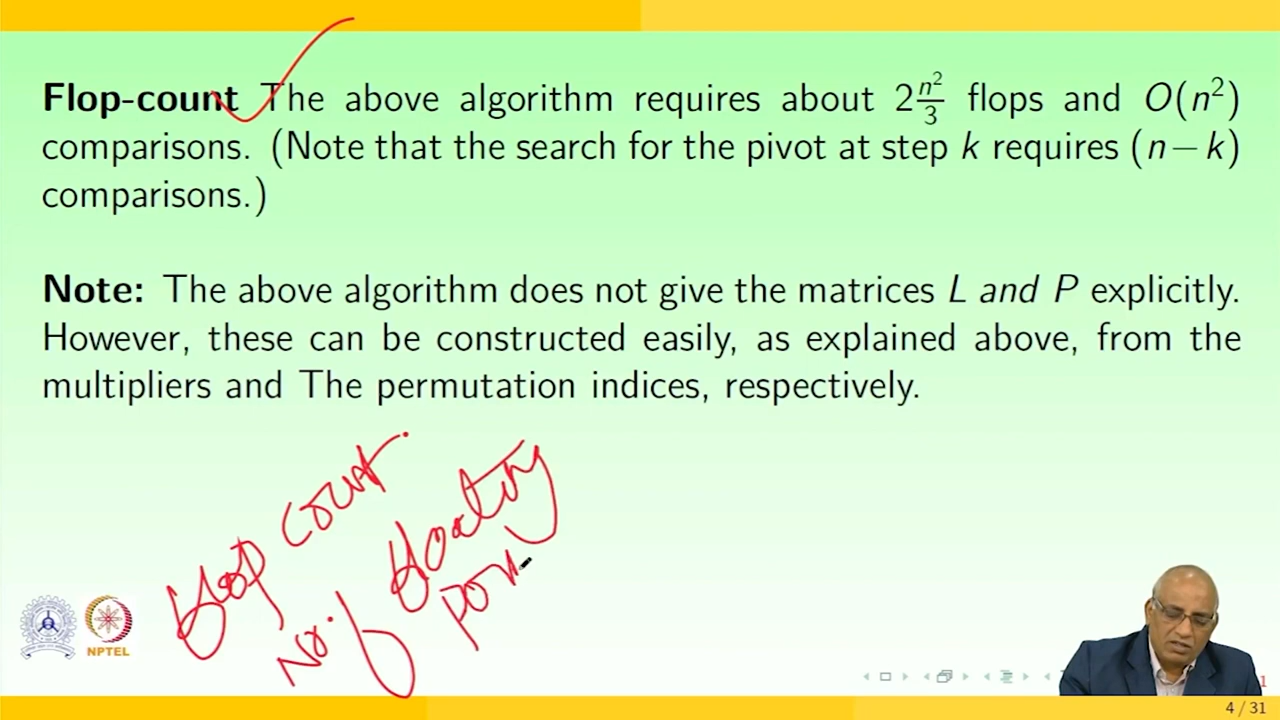 Flop-count The above algorithm requires about 2n²/3 flops and O(n²)
comparisons. (Note that the search for the pivot at step k requires (n−k)
comparisons.)
Note: The above algorithm does not give the matrices L and P explicitly.
However, these can be constructed easily, as explained above, from the
multipliers and The permutation indices, respectively.
flop count.
No. of floating
poin
NPTEL
1
4 / 31